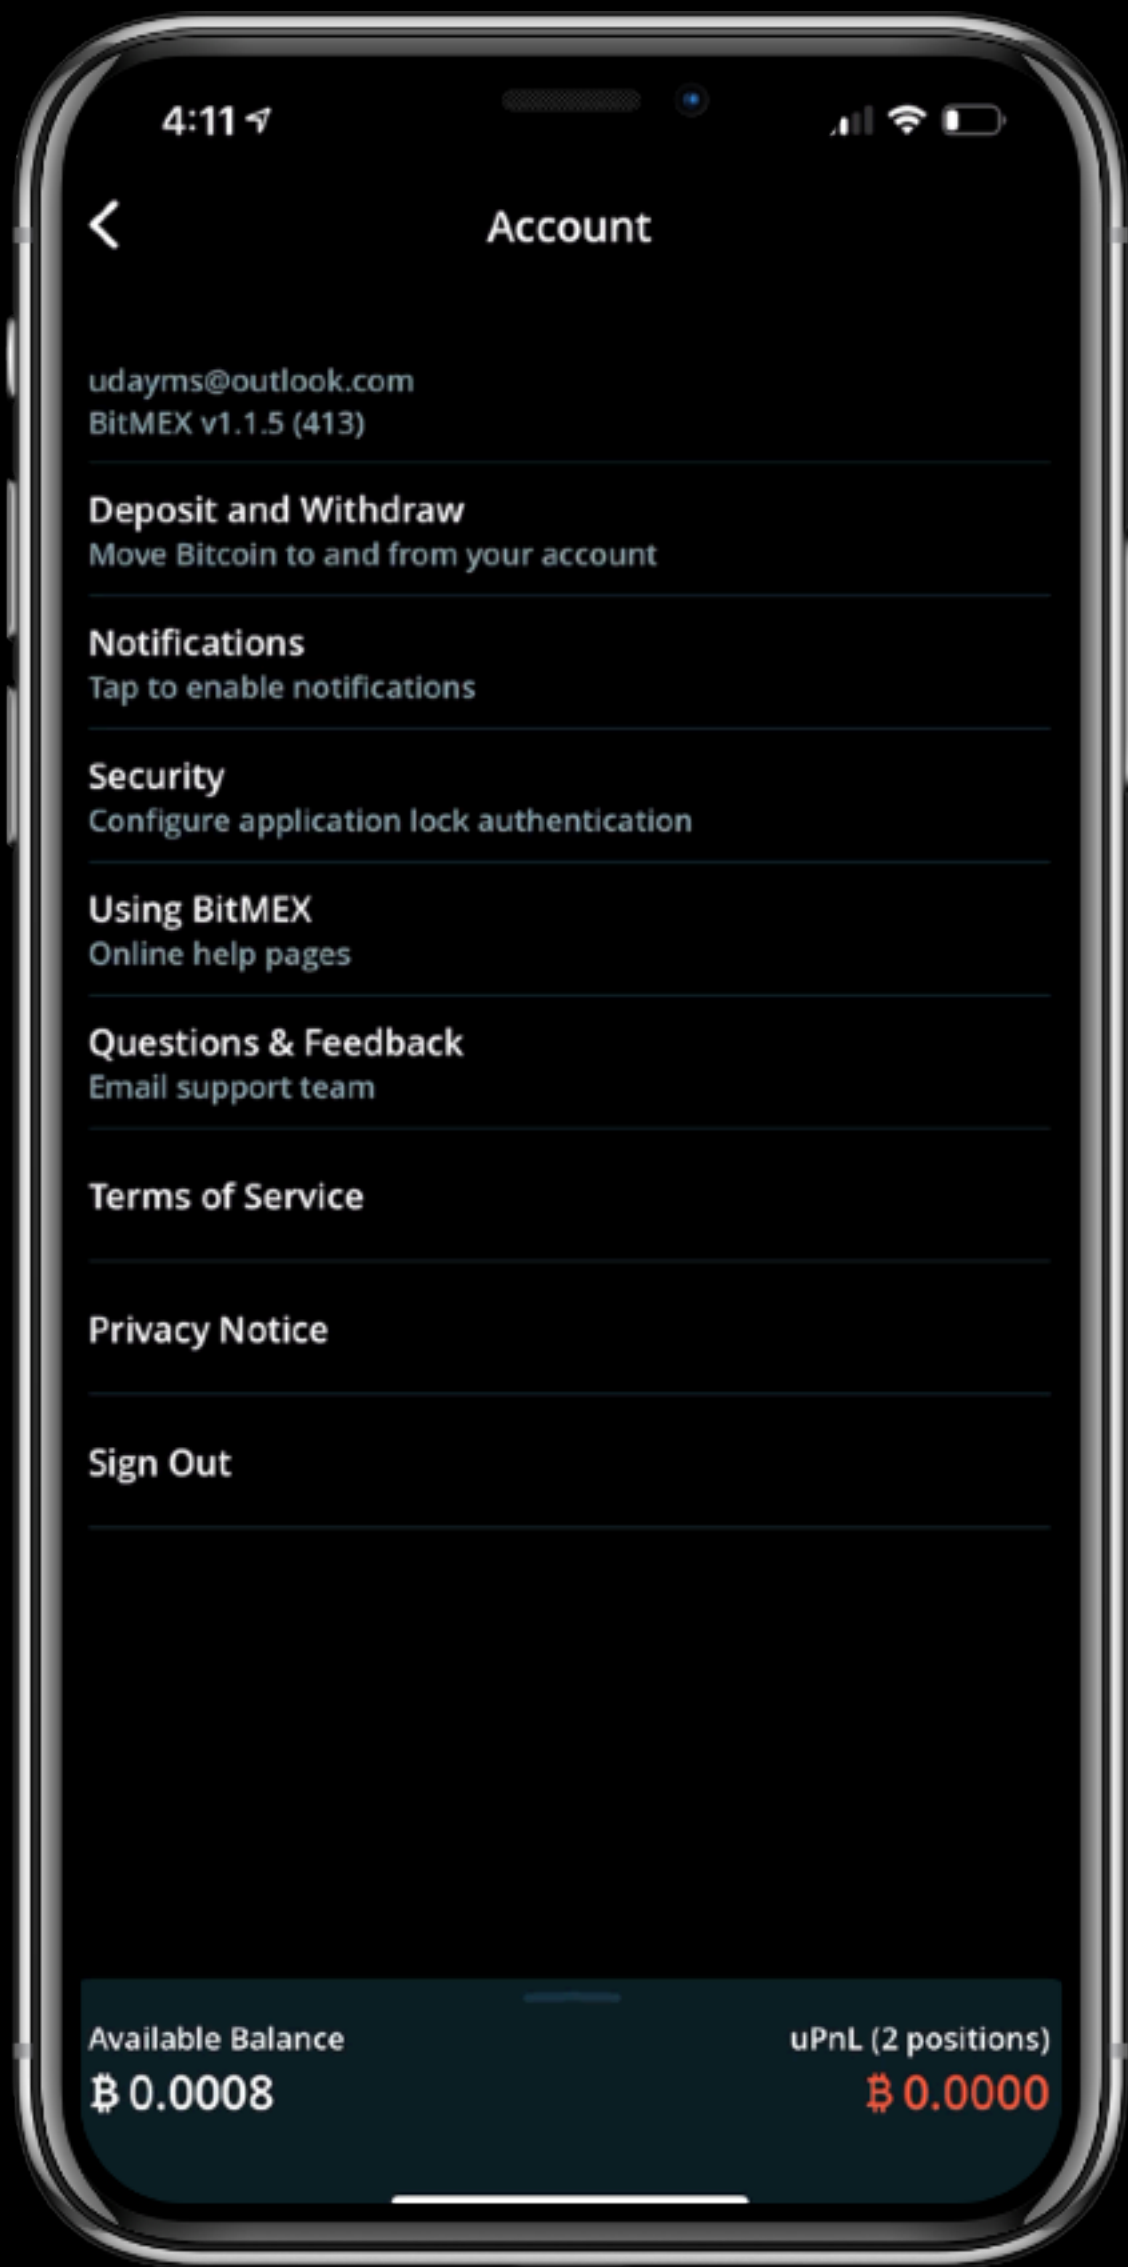 4:11
Account
udayms@outlook.com
BitMEX v1.1.5 (413)
Deposit and Withdraw
Move Bitcoin to and from your account
Notifications
Tap to enable notifications
Security
Configure application lock authentication
Using BitMEX
Online help pages
Questions & Feedback
Email support team
Terms of Service
Privacy Notice
Sign Out
Available Balance
₿ 0.0008
uPnL (2 positions)
₿ 0.0000